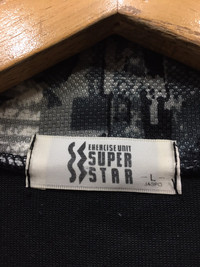 EXERCISE UNIT
SUPER
STAR
- L -